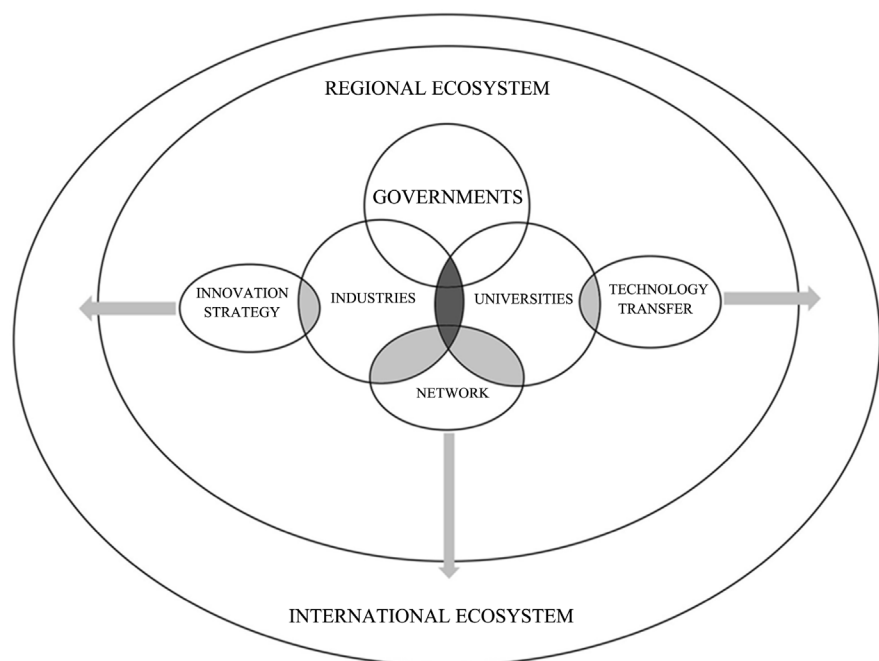 REGIONAL ECOSYSTEM
GOVERNMENTS
INNOVATION
STRATEGY
INDUSTRIES
UNIVERSITIES
TECHNOLOGY
TRANSFER
NETWORK
INTERNATIONAL ECOSYSTEM